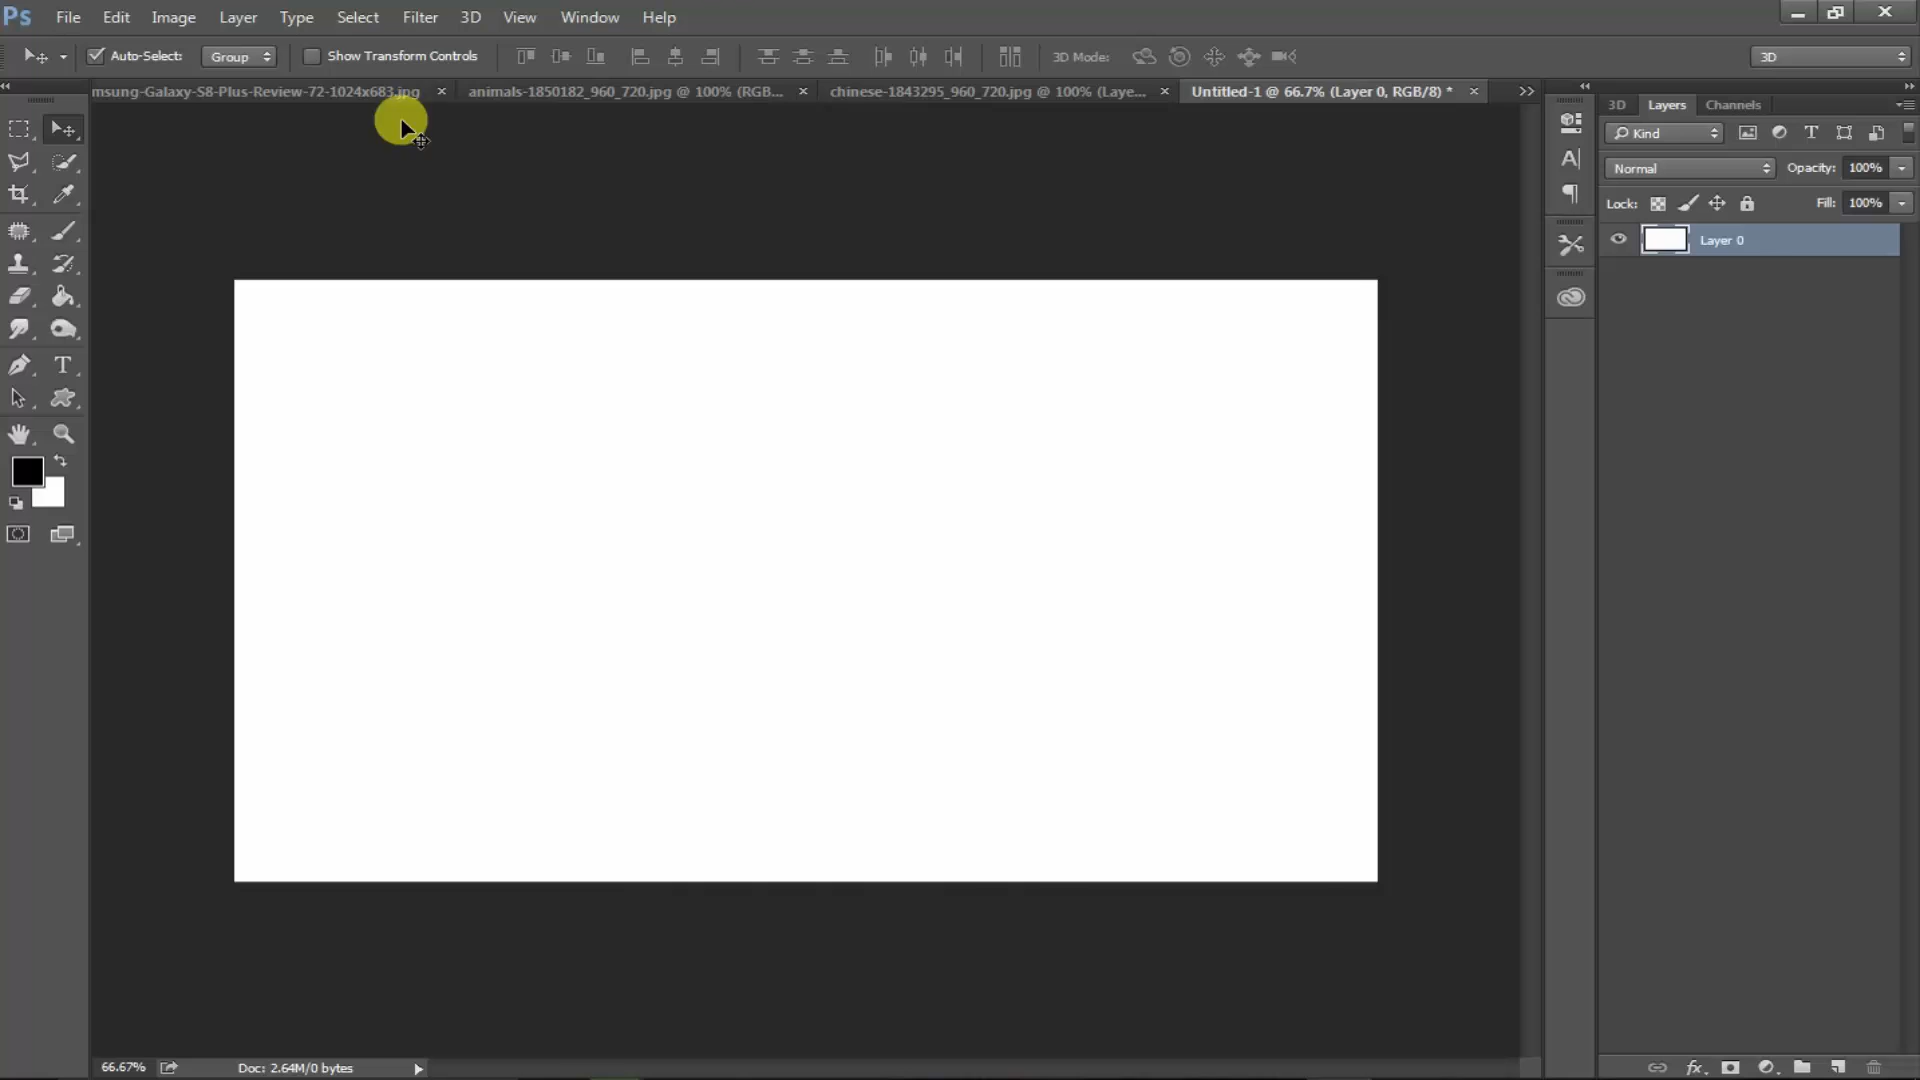 Ps File Edit Image Layer Type Select Filter 3D View Window Help
Auto-Select: Group Show Transform Controls 3D Mode: 3D
msung-Galaxy-S8-Plus-Review-72-1024x683.jpg × animals-1850182_960_720.jpg @ 100% (RGB... × chinese-1843295_960_720.jpg @ 100% (Laye... × Untitled-1 @ 66.7% (Layer 0, RGB/8) * × >>
3D Layers Channels
Kind
Normal Opacity: 100%
Lock: Fill: 100%
Layer 0
66.67% Doc: 2.64M/0 bytes